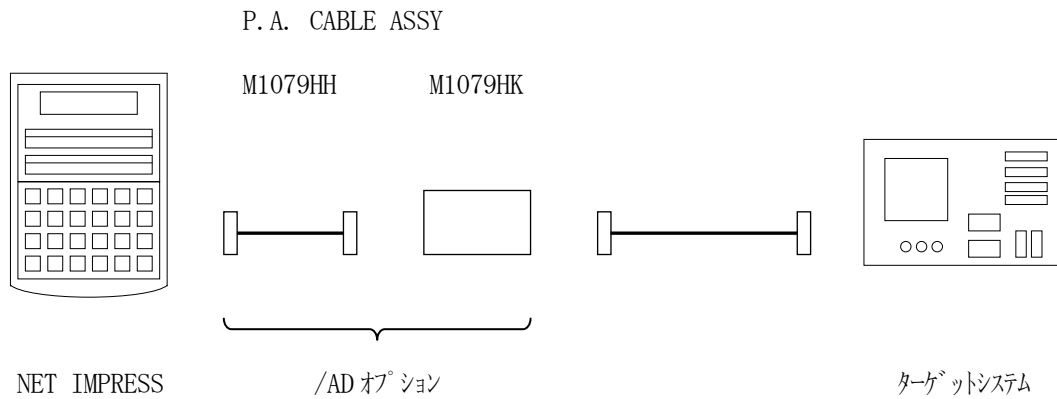 P.A. CABLE ASSY
M1079HH M1079HK
NET IMPRESS /AD ｵﾌﾟｼｮﾝ ﾀｰｹﾞｯﾄｼｽﾃﾑ